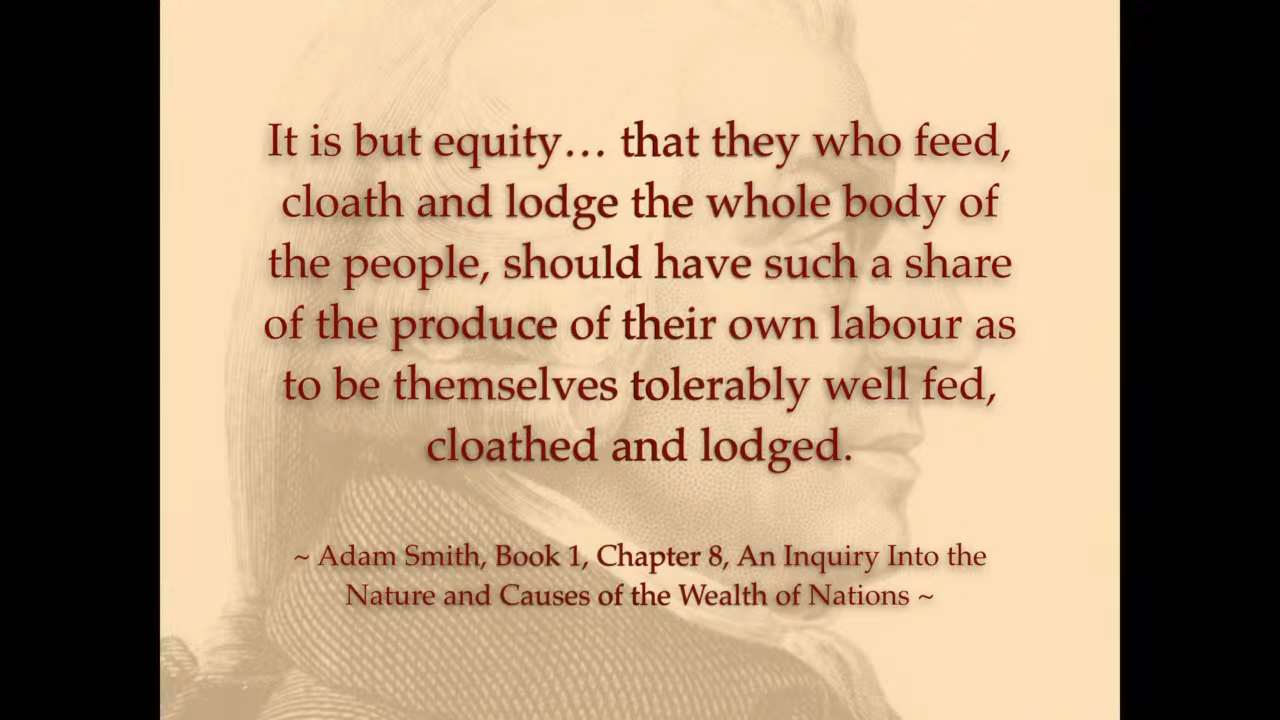 It is but equity… that they who feed,
cloath and lodge the whole body of
the people, should have such a share
of the produce of their own labour as
to be themselves tolerably well fed,
cloathed and lodged.
~ Adam Smith, Book 1, Chapter 8, An Inquiry Into the
Nature and Causes of the Wealth of Nations ~